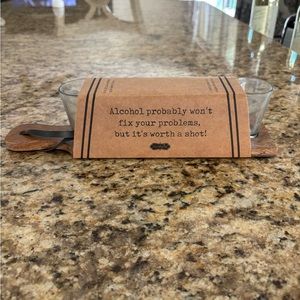 Alcohol probably won't
fix your problems,
but it's worth a shot!